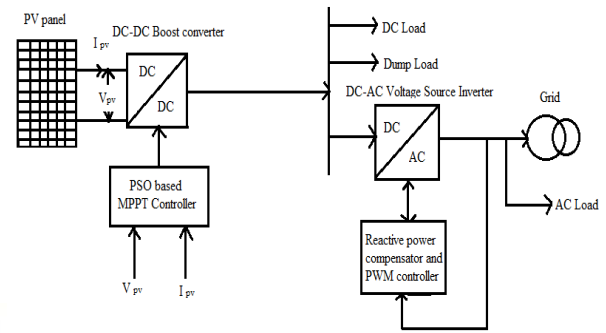 PV panel
DC-DC Boost converter
I pv
V pv
DC
DC
PSO based
MPPT Controller
V pv
I pv
DC Load
Dump Load
DC-AC Voltage Source Inverter
DC
AC
Grid
AC Load
Reactive power
compensator and
PWM controller